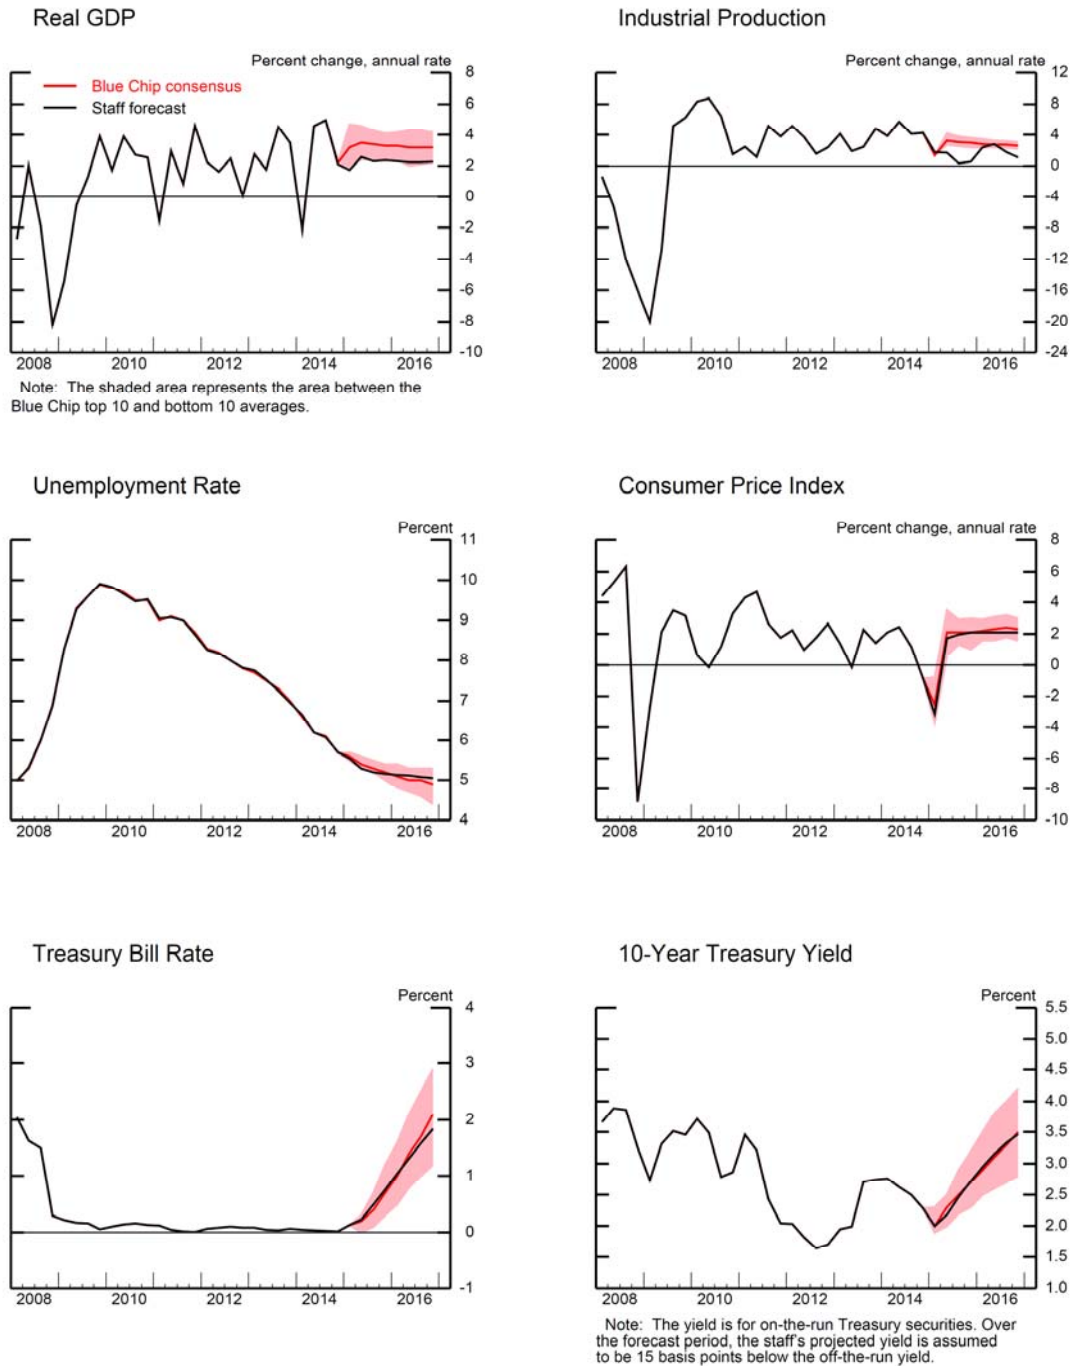 Real GDP
Percent change, annual rate
Blue Chip consensus
Staff forecast
8
6
4
2
0
-2
-4
-6
-8
-10
2008 2010 2012 2014 2016
Note: The shaded area represents the area between the
Blue Chip top 10 and bottom 10 averages.
Industrial Production
Percent change, annual rate
12
8
4
0
-4
-8
-12
-16
-20
-24
2008 2010 2012 2014 2016
Unemployment Rate
Percent
11
10
9
8
7
6
5
4
2008 2010 2012 2014 2016
Consumer Price Index
Percent change, annual rate
8
6
4
2
0
-2
-4
-6
-8
-10
2008 2010 2012 2014 2016
Treasury Bill Rate
Percent
4
3
2
1
0
-1
2008 2010 2012 2014 2016
10-Year Treasury Yield
Percent
5.5
5.0
4.5
4.0
3.5
3.0
2.5
2.0
1.5
1.0
2008 2010 2012 2014 2016
Note: The yield is for on-the-run Treasury securities. Over
the forecast period, the staff's projected yield is assumed
to be 15 basis points below the off-the-run yield.